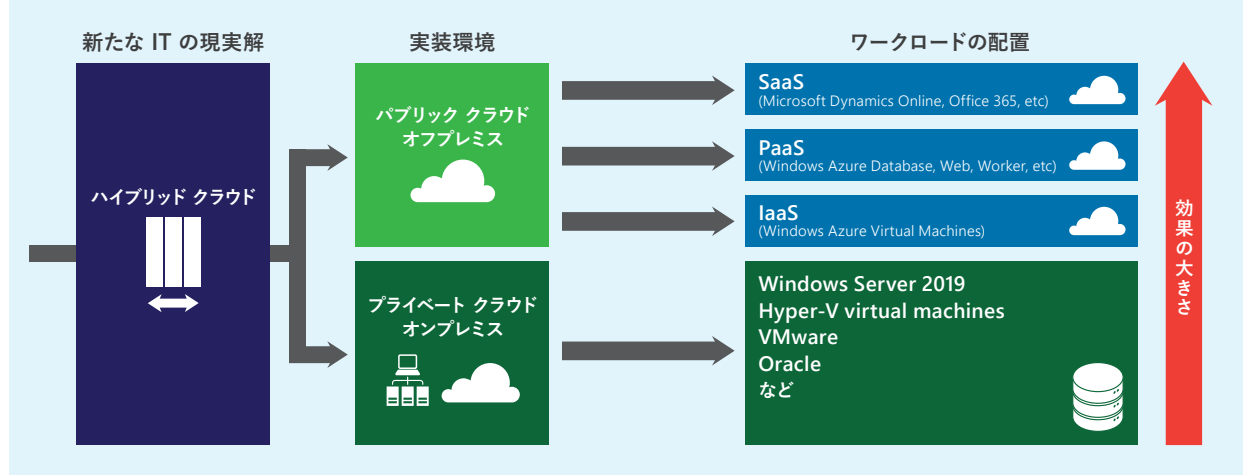 新たな IT の現実解
実装環境
ワークロードの配置
ハイブリッド クラウド
パブリック クラウド
オフプレミス
プライベート クラウド
オンプレミス
SaaS
(Microsoft Dynamics Online, Office 365, etc)
PaaS
(Windows Azure Database, Web, Worker, etc)
IaaS
(Windows Azure Virtual Machines)
Windows Server 2019
Hyper-V virtual machines
VMware
Oracle
など
効果の大きさ